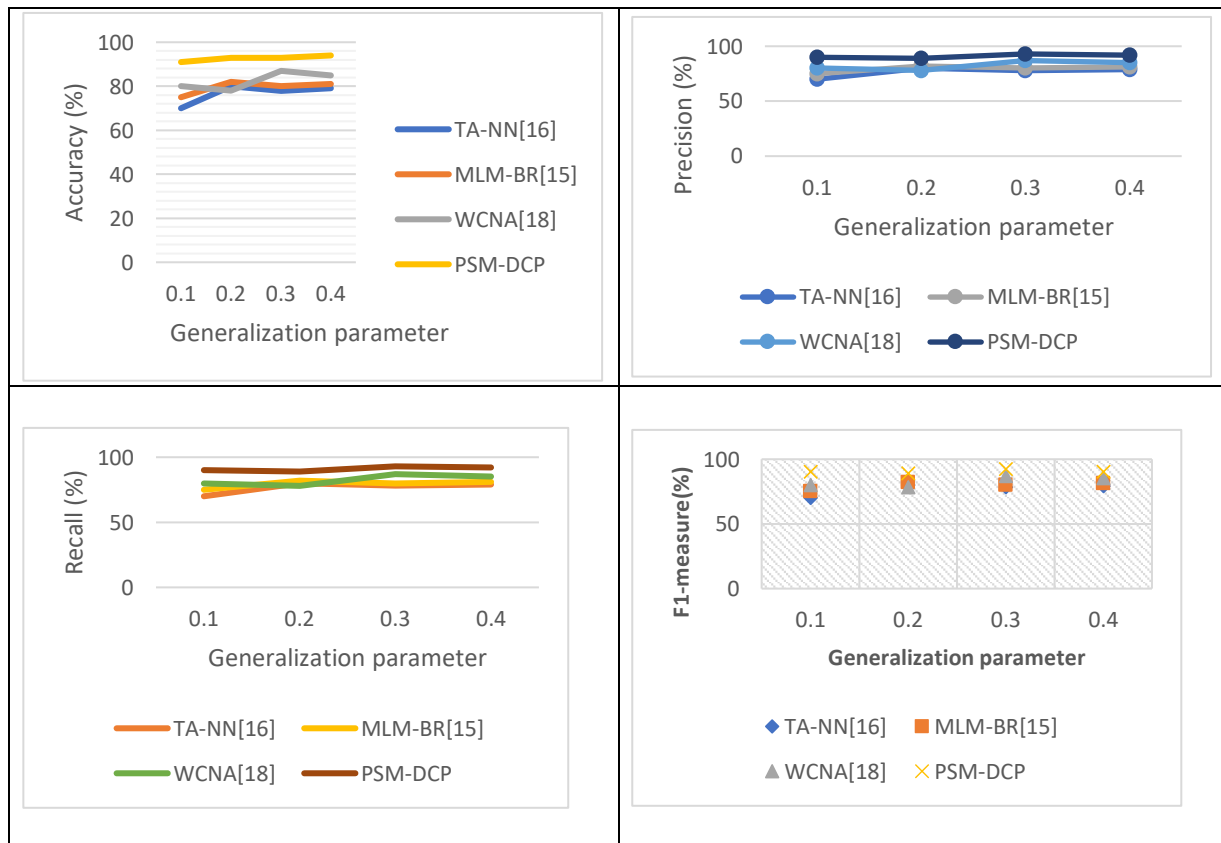 100
80
60
40
20
0
Accuracy (%)
0.1 0.2 0.3 0.4
Generalization parameter
TA-NN[16]
MLM-BR[15]
WCNA[18]
PSM-DCP
100
50
0
Precision (%)
0.1 0.2 0.3 0.4
Generalization parameter
TA-NN[16] MLM-BR[15]
WCNA[18] PSM-DCP
100
50
0
Recall (%)
0.1 0.2 0.3 0.4
Generalization parameter
TA-NN[16] MLM-BR[15]
WCNA[18] PSM-DCP
100
50
0
F1-measure(%)
0.1 0.2 0.3 0.4
Generalization parameter
TA-NN[16] MLM-BR[15]
WCNA[18] PSM-DCP